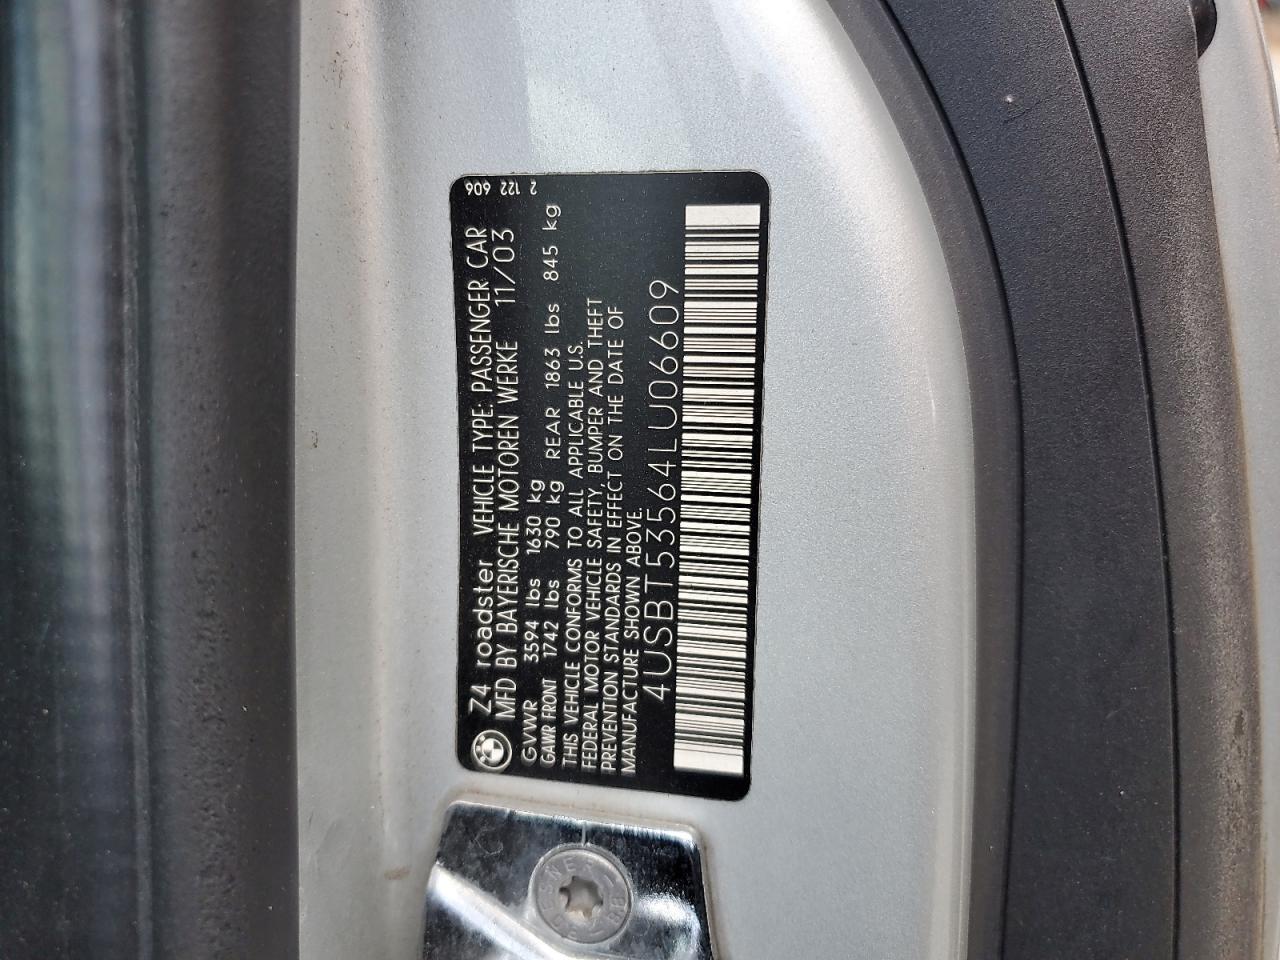 Z4 roadster VEHICLE TYPE: PASSENGER CAR
MFD BY BAYERISCHE MOTOREN WERKE 11/03
GVWR 3594 lbs 1630 kg
GAWR FRONT 1742 lbs 790 kg REAR 1863 lbs 845 kg
THIS VEHICLE CONFORMS TO ALL APPLICABLE U.S.
FEDERAL MOTOR VEHICLE SAFETY, BUMPER AND THEFT
PREVENTION STANDARDS IN EFFECT ON THE DATE OF
MANUFACTURE SHOWN ABOVE.
4USBT53564LU06609
2 122 606